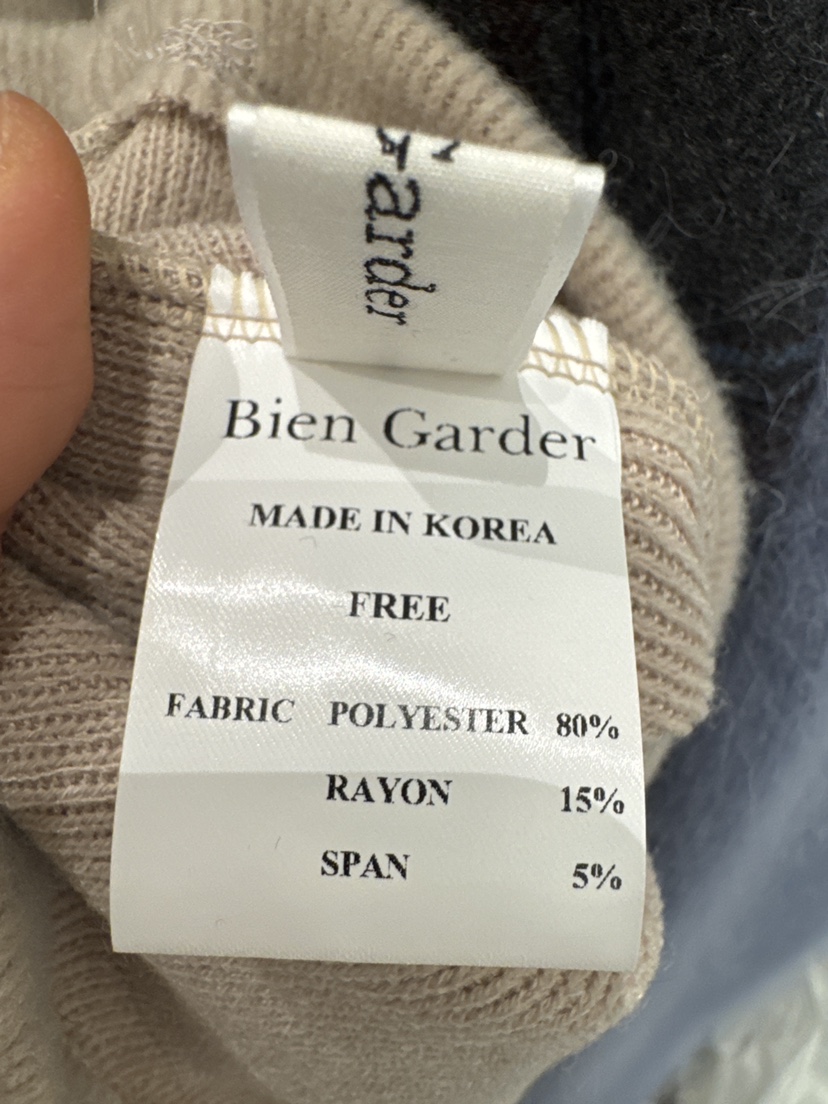 Garder
Bien Garder
MADE IN KOREA
FREE
FABRIC POLYESTER 80%
RAYON 15%
SPAN 5%